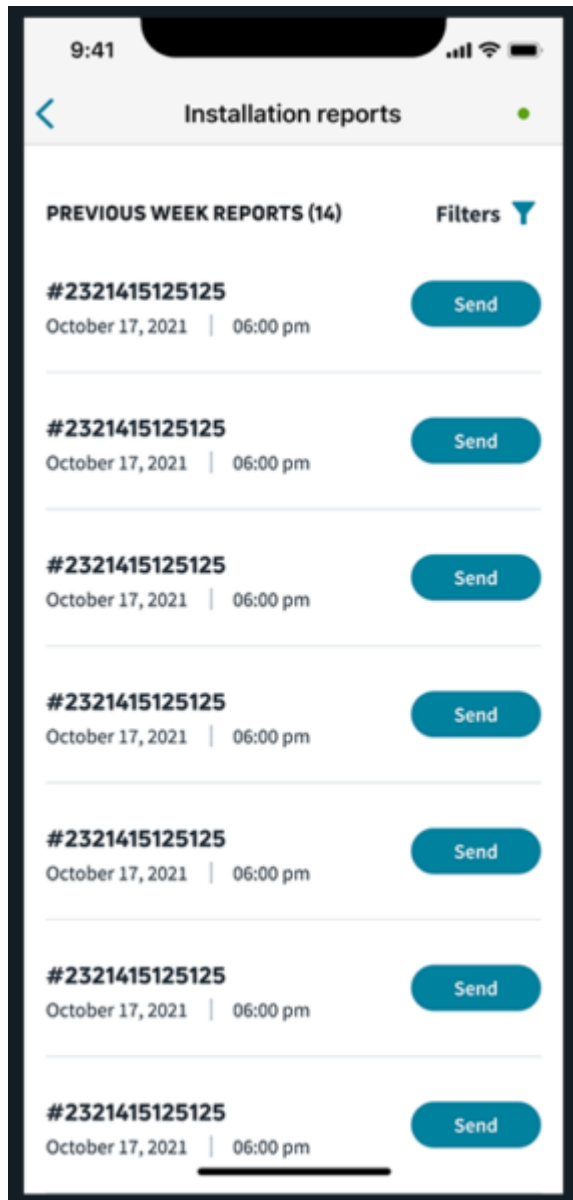 9:41
Installation reports
PREVIOUS WEEK REPORTS (14) Filters
#2321415125125 Send
October 17, 2021 | 06:00 pm
#2321415125125 Send
October 17, 2021 | 06:00 pm
#2321415125125 Send
October 17, 2021 | 06:00 pm
#2321415125125 Send
October 17, 2021 | 06:00 pm
#2321415125125 Send
October 17, 2021 | 06:00 pm
#2321415125125 Send
October 17, 2021 | 06:00 pm
#2321415125125 Send
October 17, 2021 | 06:00 pm